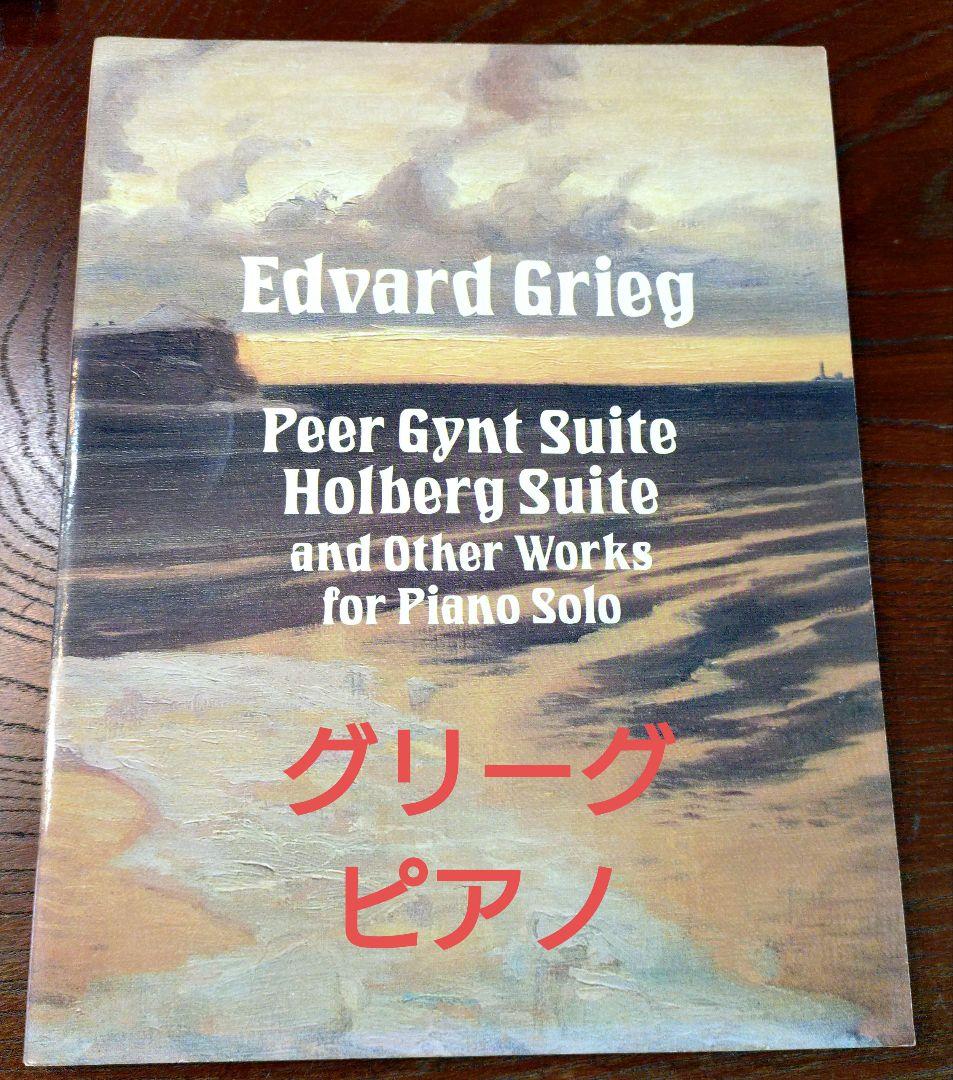 Edvard Grieg
Peer Gynt Suite
Holberg Suite
and Other Works
for Piano Solo
グリーグ
ピアノ